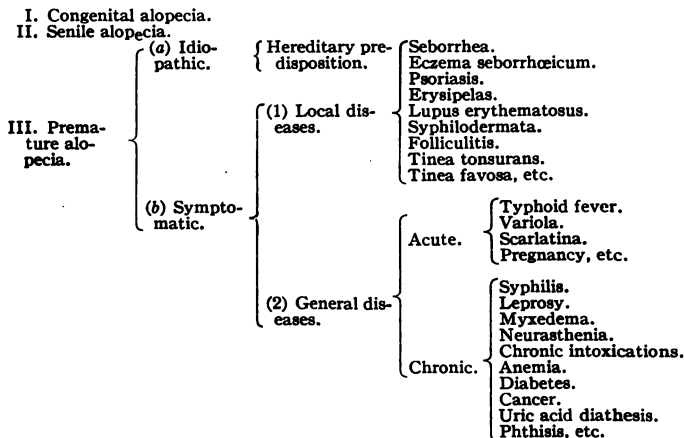 I. Congenital alopecia.
II. Senile alopecia.
III. Prema-
ture alo-
pecia.
(a) Idio-
pathic.
Hereditary pre-
disposition.
(b) Sympto-
matic.
(1) Local dis-
eases.
Seborrhea.
Eczema seborrhœicum.
Psoriasis.
Erysipelas.
Lupus erythematosus.
Syphilodermata.
Folliculitis.
Tinea tonsurans.
Tinea favosa, etc.
(2) General dis-
eases.
Acute.
Typhoid fever.
Variola.
Scarlatina.
Pregnancy, etc.
Chronic.
Syphilis.
Leprosy.
Myxedema.
Neurasthenia.
Chronic intoxications.
Anemia.
Diabetes.
Cancer.
Uric acid diathesis.
Phthisis, etc.